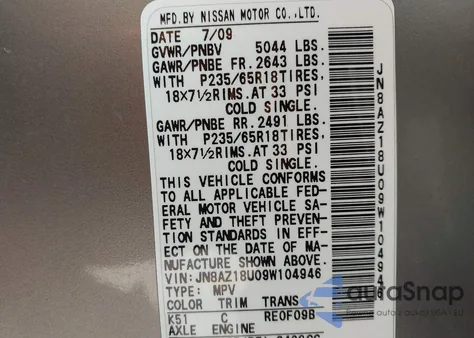 MFD.BY NISSAN MOTOR CO.,LTD.
DATE 7/09
GVWR/PNBV 5044 LBS.
GAWR/PNBE FR.2643 LBS.
WITH P235/65R18TIRES,
18X7½RIMS.AT 33 PSI
COLD SINGLE.
GAWR/PNBE RR.2491 LBS.
WITH P235/65R18TIRES,
18X7½RIMS.AT 33 PSI
COLD SINGLE.
THIS VEHICLE CONFORMS
TO ALL APPLICABLE FED-
ERAL MOTOR VEHICLE SA-
FETY AND THEFT PREVEN-
TION STANDARDS IN EFF-
ECT ON THE DATE OF MA-
NUFACTURE SHOWN ABOVE.
VIN:JN8AZ18U09W104946
TYPE: MPV
COLOR TRIM TRANS
K51 C RE0F09B
AXLE ENGINE
JN8AZ18U09W104946
auraSnap